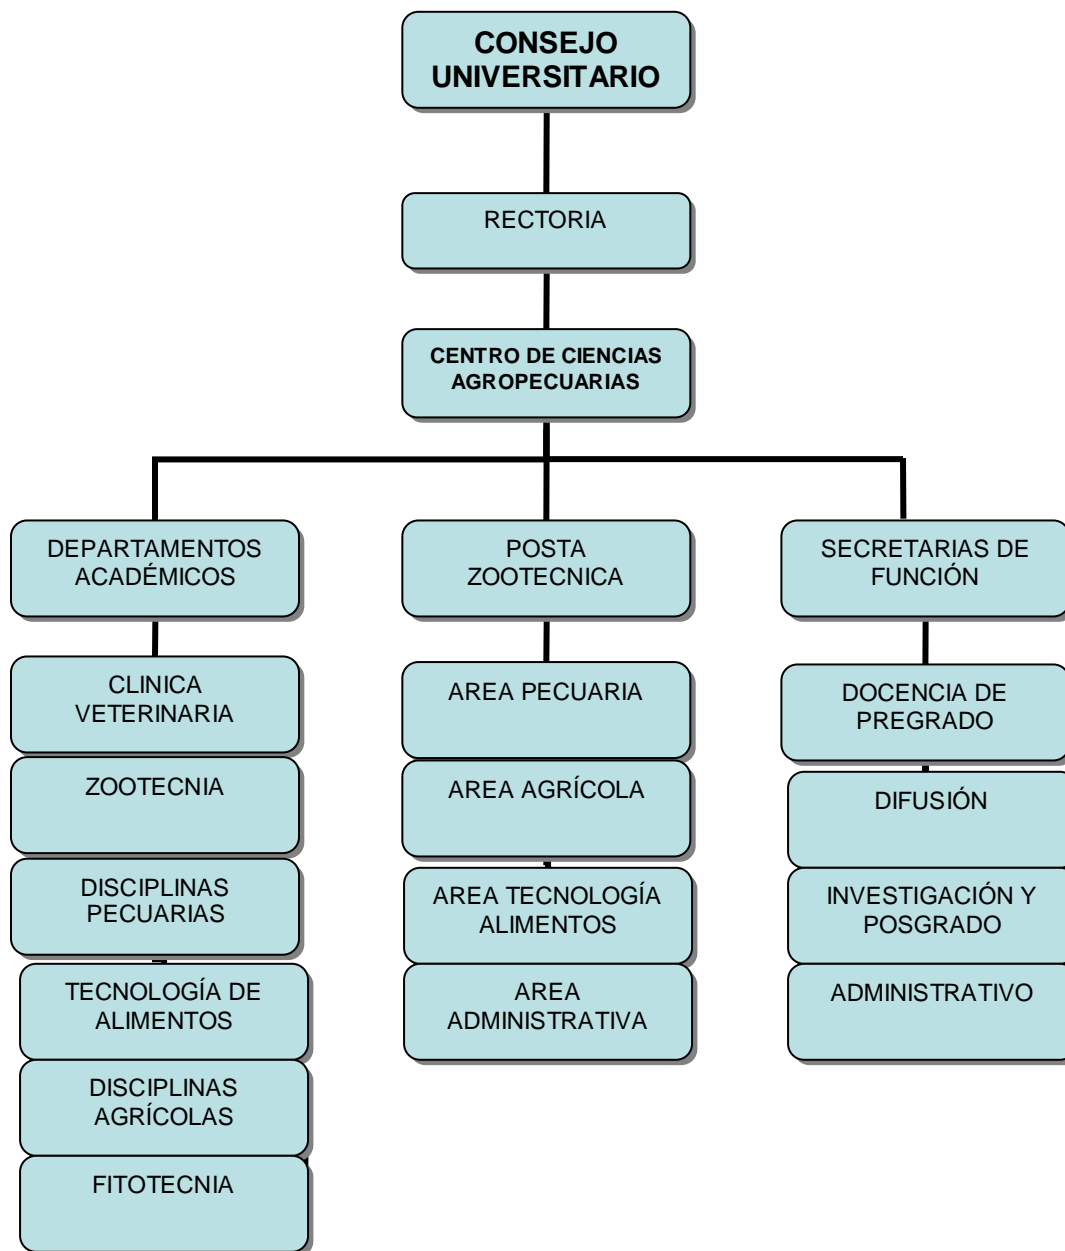 CONSEJO
UNIVERSITARIO
RECTORIA
CENTRO DE CIENCIAS
AGROPECUARIAS
DEPARTAMENTOS
ACADÉMICOS
CLINICA
VETERINARIA
ZOOTECNIA
DISCIPLINAS
PECUARIAS
TECNOLOGÍA DE
ALIMENTOS
DISCIPLINAS
AGRÍCOLAS
FITOTECNIA
POSTA
ZOOTECNICA
AREA PECUARIA
AREA AGRÍCOLA
AREA TECNOLOGÍA
ALIMENTOS
AREA
ADMINISTRATIVA
SECRETARIAS DE
FUNCIÓN
DOCENCIA DE
PREGRADO
DIFUSIÓN
INVESTIGACIÓN Y
POSGRADO
ADMINISTRATIVO